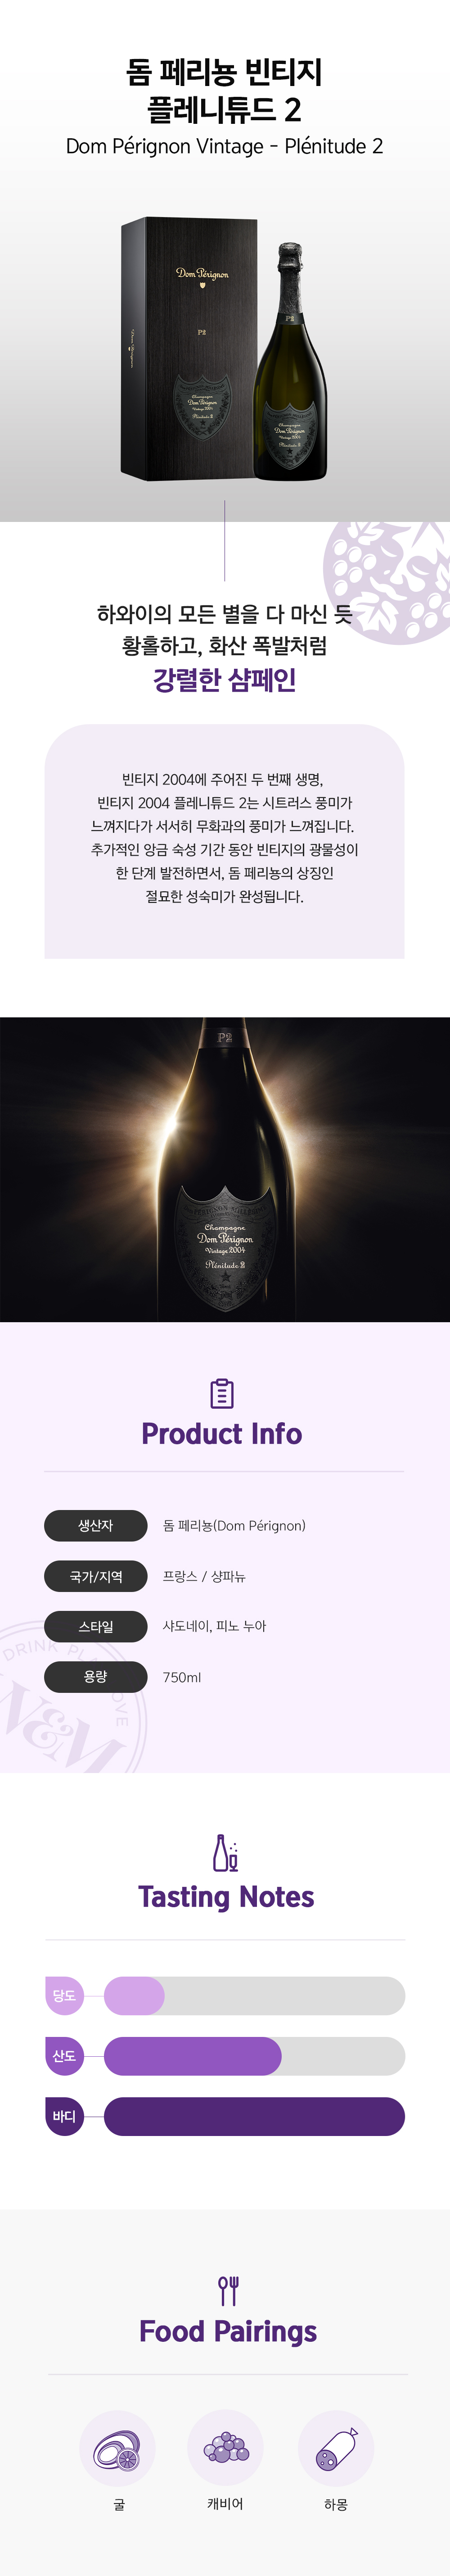 돔 페리뇽 빈티지
플레니튜드 2
Dom Pérignon Vintage - Plénitude 2
Dom Pérignon
P2
Dom Pérignon
Champagne
Dom Pérignon
Plénitude 2
P2
Champagne
Dom Pérignon
Plénitude 2
하와이의 모든 별을 다 마신 듯
황홀하고, 화산 폭발처럼
강렬한 샴페인
빈티지 2004에 주어진 두 번째 생명,
빈티지 2004 플레니튜드 2는 시트러스 풍미가
느껴지다가 서서히 무화과의 풍미가 느껴집니다.
추가적인 앙금 숙성 기간 동안 빈티지의 광물성이
한 단계 발전하면서, 돔 페리뇽의 상징인
절묘한 성숙미가 완성됩니다.
P2
Champagne
Dom Pérignon
Vintage 2004
Plénitude 2
Product Info
생산자 돔 페리뇽(Dom Pérignon)
국가/지역 프랑스 / 샹파뉴
스타일 샤도네이, 피노 누아
용량 750ml
DRINK
W&M
Tasting Notes
당도
산도
바디
Food Pairings
굴 캐비어 하몽